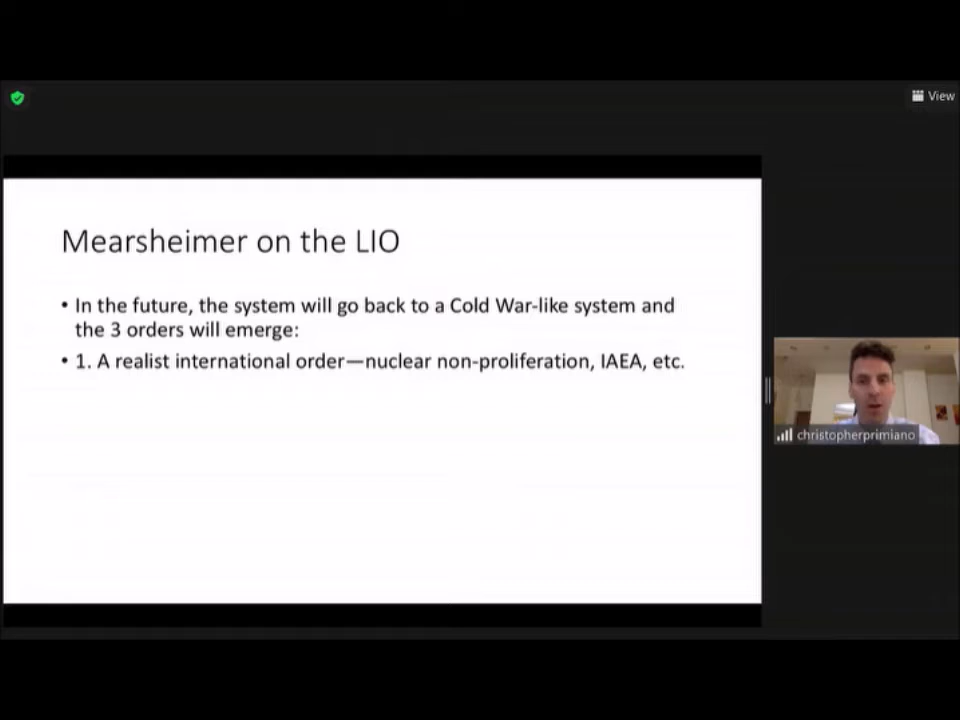 View
Mearsheimer on the LIO
• In the future, the system will go back to a Cold War-like system and
the 3 orders will emerge:
• 1. A realist international order—nuclear non-proliferation, IAEA, etc.
christopherprimiano